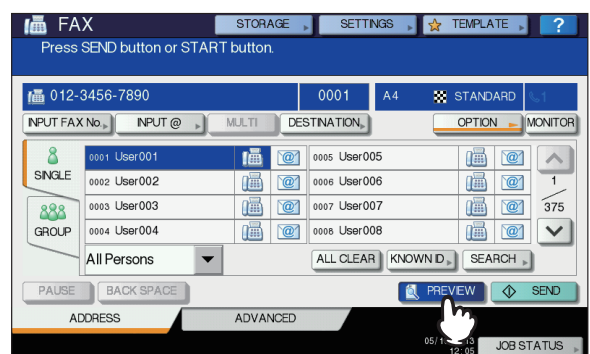 FAX STORAGE SETTINGS TEMPLATE ?
Press SEND button or START button.
012-3456-7890 0001 A4 STANDARD 1
INPUT FAX No. INPUT @ MULTI DESTINATION OPTION MONITOR
SINGLE
GROUP
0001 User001 @ 0005 User005 @
0002 User002 @ 0006 User006 @
0003 User003 @ 0007 User007 @
0004 User004 @ 0008 User008 @
1
375
All Persons ALL CLEAR KNOWN ID SEARCH
PAUSE BACK SPACE PREVIEW SEND
ADDRESS ADVANCED
12:05 JOB STATUS